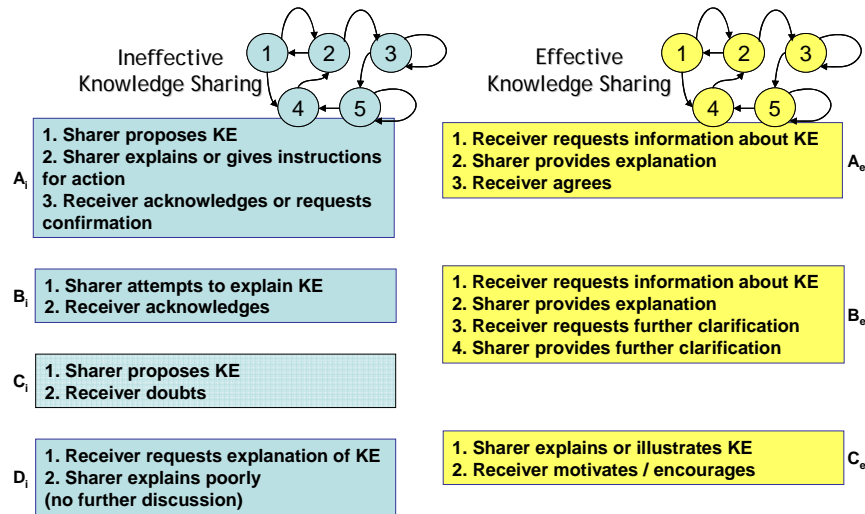 Ineffective
Knowledge Sharing
1 2 3
4 5
1. Sharer proposes KE
2. Sharer explains or gives instructions
for action
3. Receiver acknowledges or requests
confirmation
Ai
1. Sharer attempts to explain KE
2. Receiver acknowledges
Bi
1. Sharer proposes KE
2. Receiver doubts
Ci
1. Receiver requests explanation of KE
2. Sharer explains poorly
(no further discussion)
Di
Effective
Knowledge Sharing
1 2 3
4 5
1. Receiver requests information about KE
2. Sharer provides explanation
3. Receiver agrees
Ae
1. Receiver requests information about KE
2. Sharer provides explanation
3. Receiver requests further clarification
4. Sharer provides further clarification
Be
1. Sharer explains or illustrates KE
2. Receiver motivates / encourages
Ce